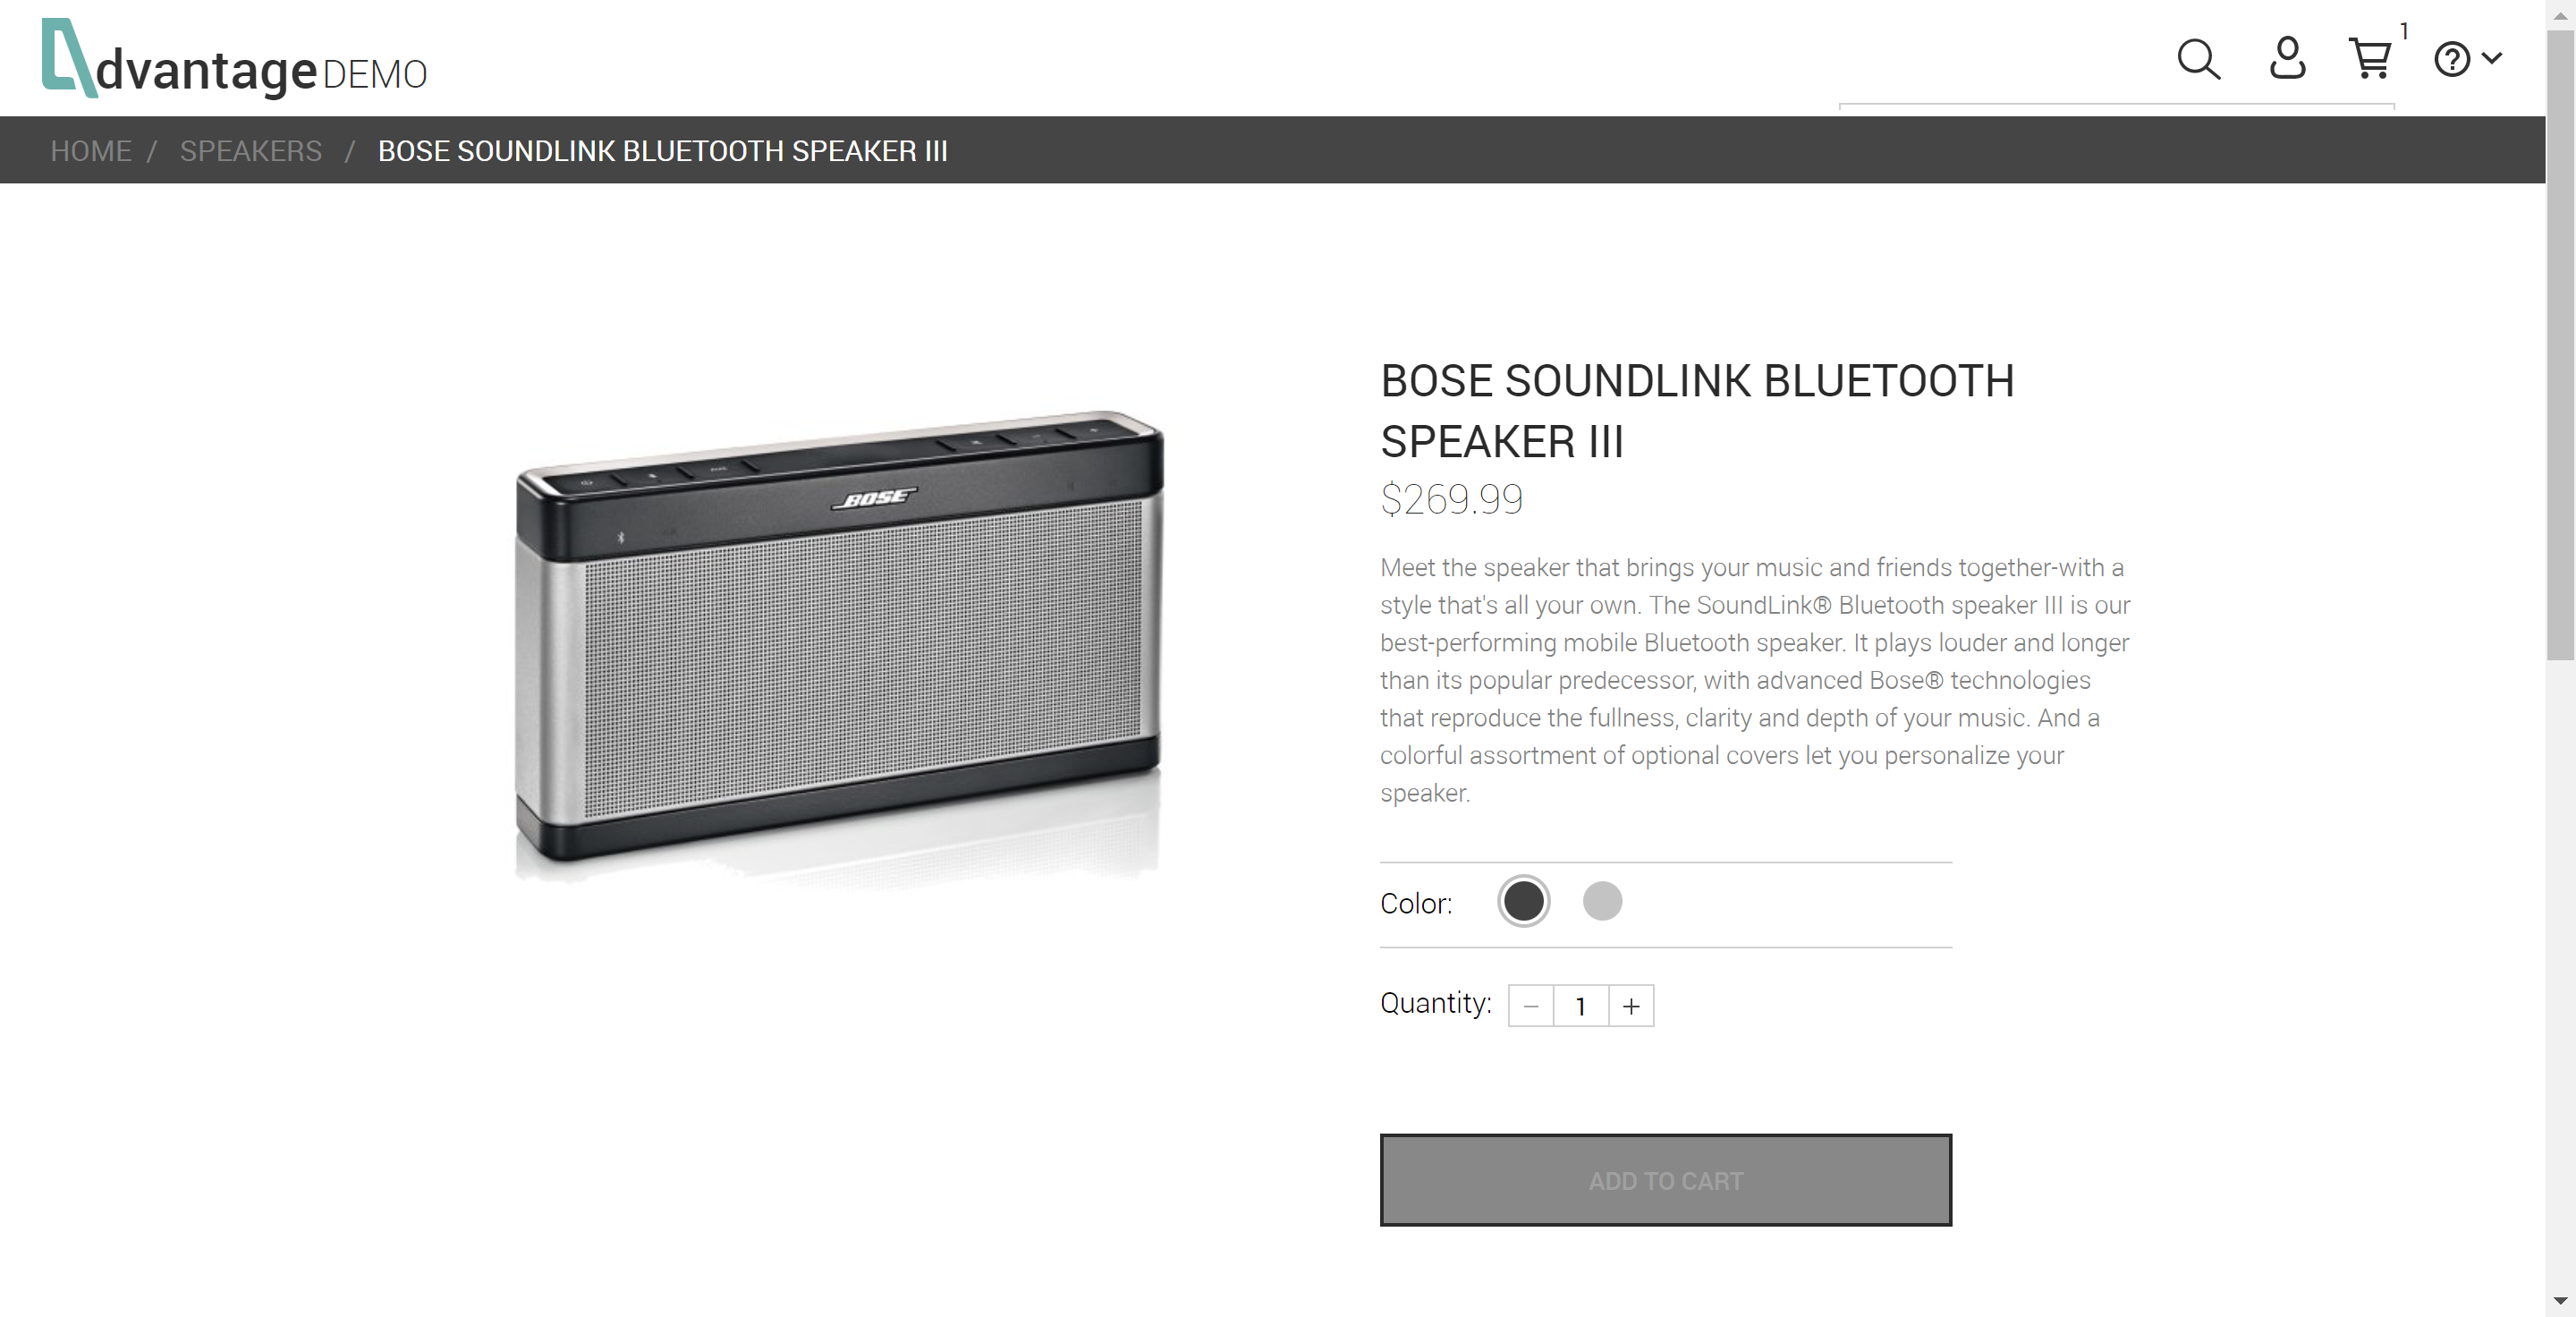 dvantage DEMO
1
HOME / SPEAKERS / BOSE SOUNDLINK BLUETOOTH SPEAKER III
BOSE SOUNDLINK BLUETOOTH
SPEAKER III
$269.99
BOSE
Meet the speaker that brings your music and friends together-with a
style that's all your own. The SoundLink® Bluetooth speaker III is our
best-performing mobile Bluetooth speaker. It plays louder and longer
than its popular predecessor, with advanced Bose® technologies
that reproduce the fullness, clarity and depth of your music. And a
colorful assortment of optional covers let you personalize your
speaker.
Color:
Quantity: − 1 +
ADD TO CART